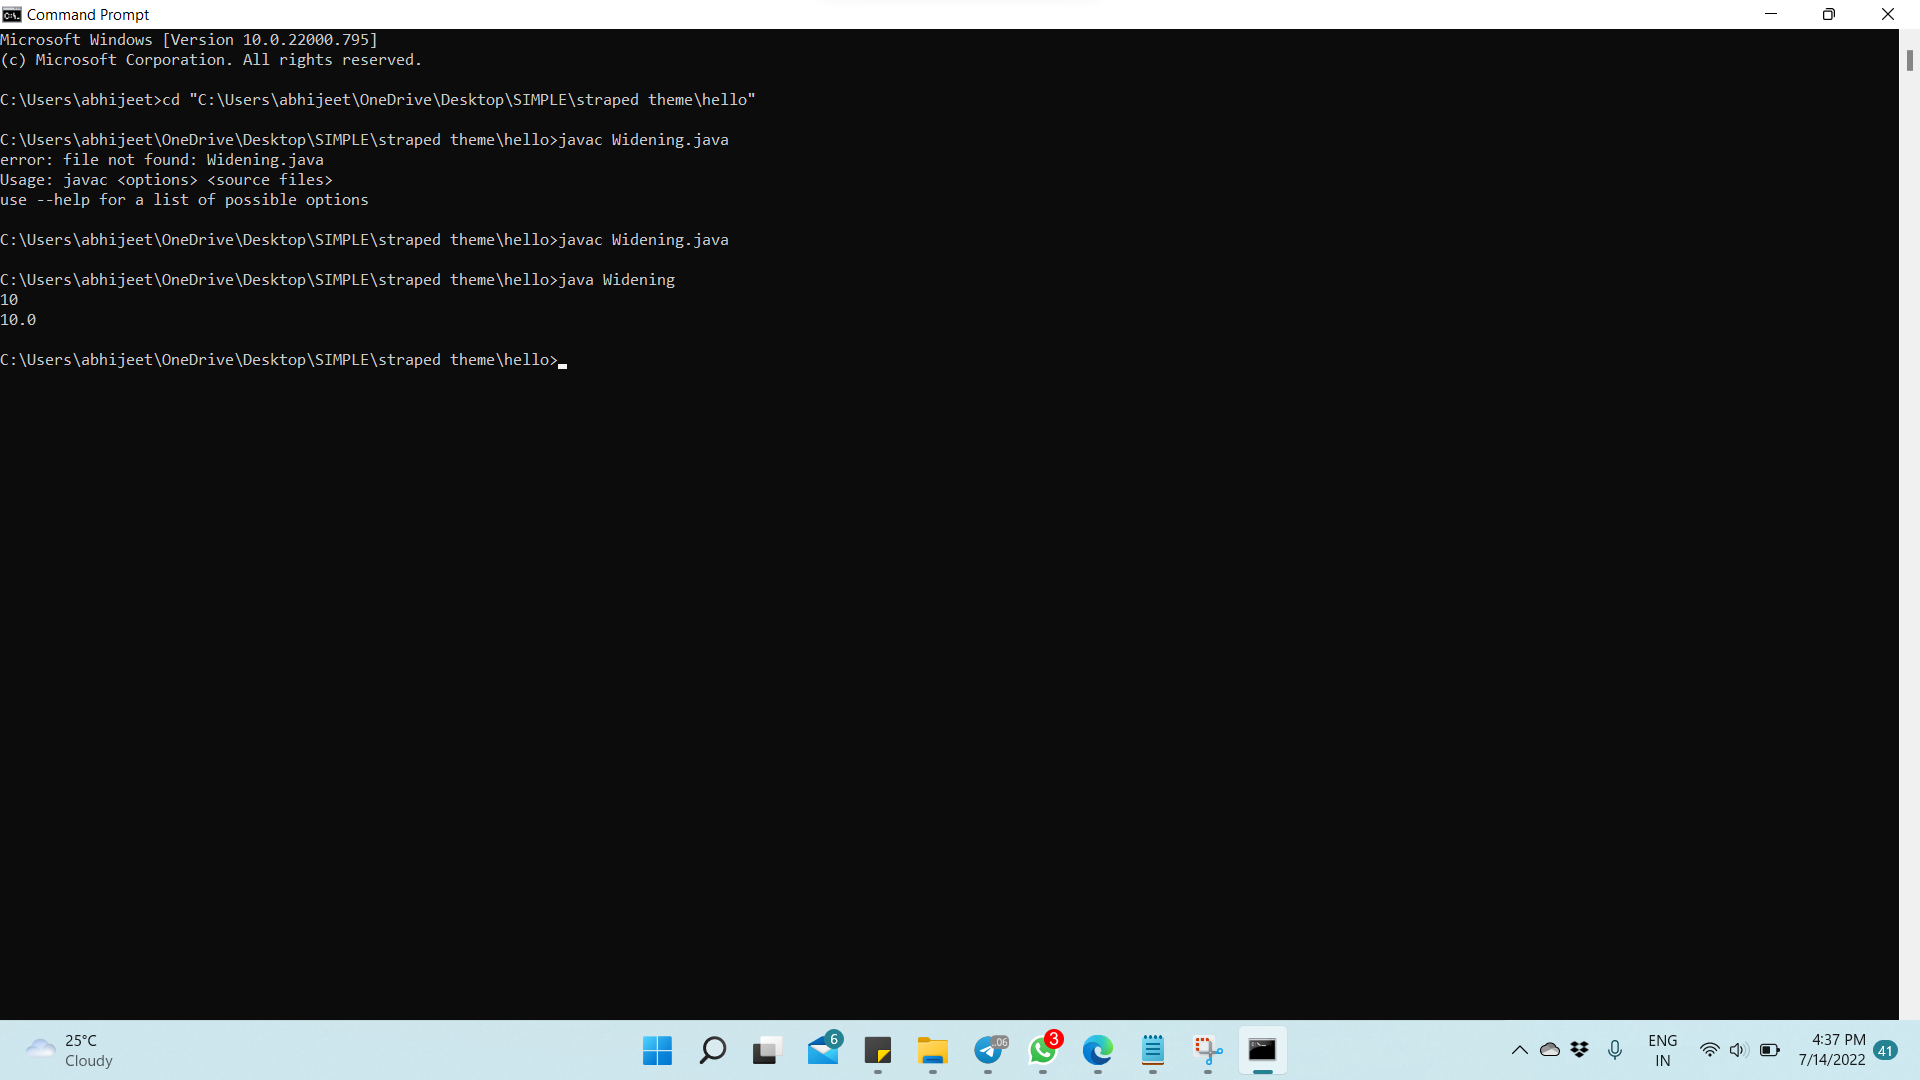 Command Prompt
Microsoft Windows [Version 10.0.22000.795]
(c) Microsoft Corporation. All rights reserved.
C:\Users\abhijeet>cd "C:\Users\abhijeet\OneDrive\Desktop\SIMPLE\straped theme\hello"
C:\Users\abhijeet\OneDrive\Desktop\SIMPLE\straped theme\hello>javac Widening.java
error: file not found: Widening.java
Usage: javac <options> <source files>
use --help for a list of possible options
C:\Users\abhijeet\OneDrive\Desktop\SIMPLE\straped theme\hello>javac Widening.java
C:\Users\abhijeet\OneDrive\Desktop\SIMPLE\straped theme\hello>java Widening
10
10.0
C:\Users\abhijeet\OneDrive\Desktop\SIMPLE\straped theme\hello>
25°C
Cloudy
6
.06
3
ENG
IN
4:37 PM
7/14/2022
41